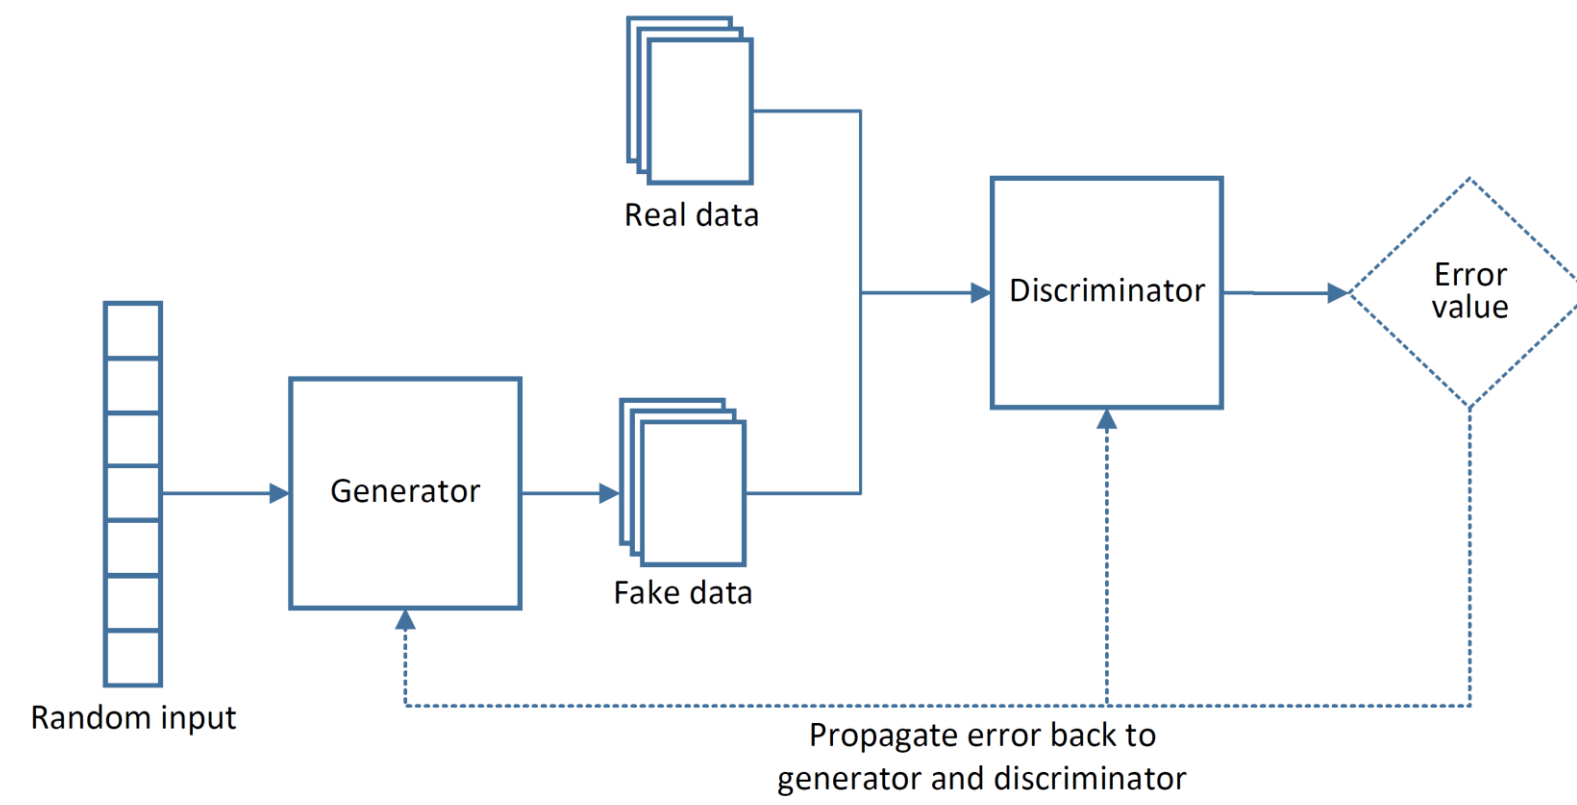 Real data
Discriminator
Error
value
Generator
Fake data
Random input
Propagate error back to
generator and discriminator